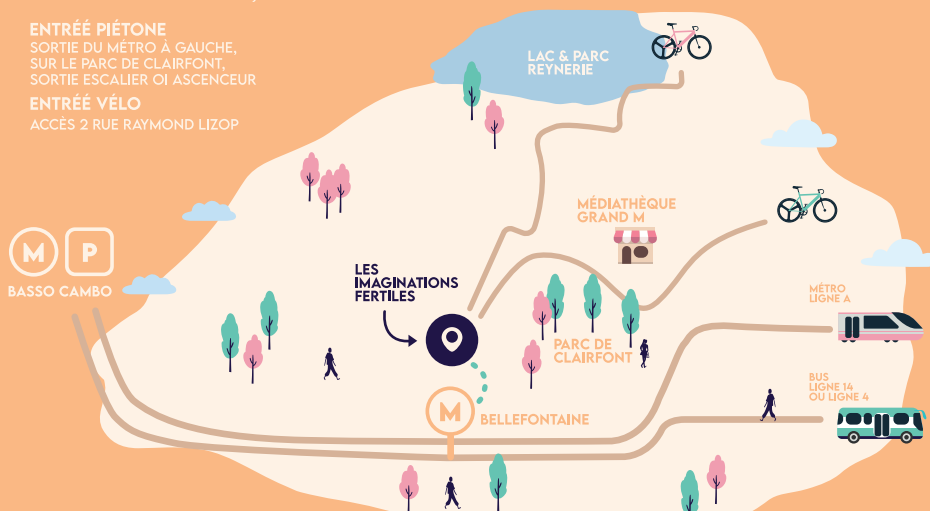 ENTRÉÉ PIÉTONE
SORTIE DU MÉTRO À GAUCHE,
SUR LE PARC DE CLAIRFONT,
SORTIE ESCALIER OI ASCENCEUR
ENTRÉÉ VÉLO
ACCÈS 2 RUE RAYMOND LIZOP
LAC & PARC
REYNERIE
MÉDIATHÈQUE
GRAND M
M P
BASSO CAMBO
LES
IMAGINATIONS
FERTILES
MÉTRO
LIGNE A
PARC DE
CLAIRFONT
BUS
LIGNE 14
OU LIGNE 4
M
BELLEFONTAINE